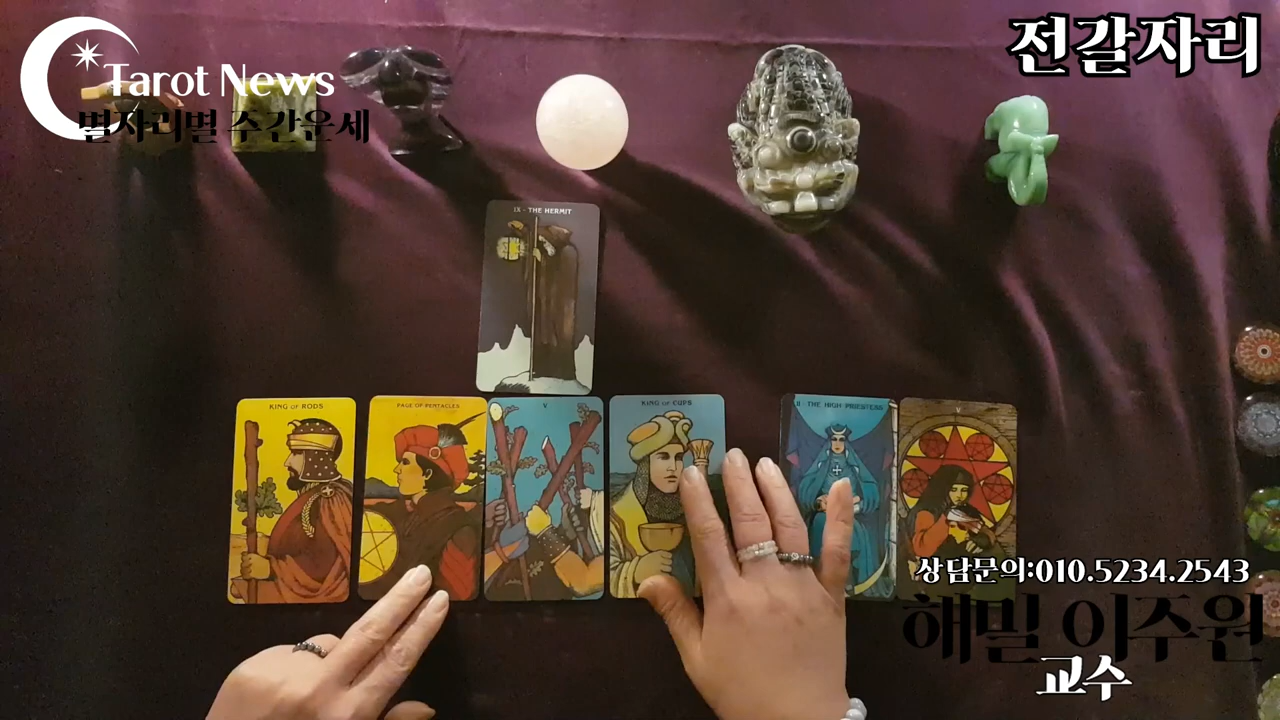 전갈자리
Tarot News
별자리별 주간운세
IX - THE HERMIT
KING OF RODS
PAGE OF PENTACLES
V
KING OF CUPS
II - THE HIGH PRIESTESS
V
상담문의:010.5234.2543
해밀 이주원
교수